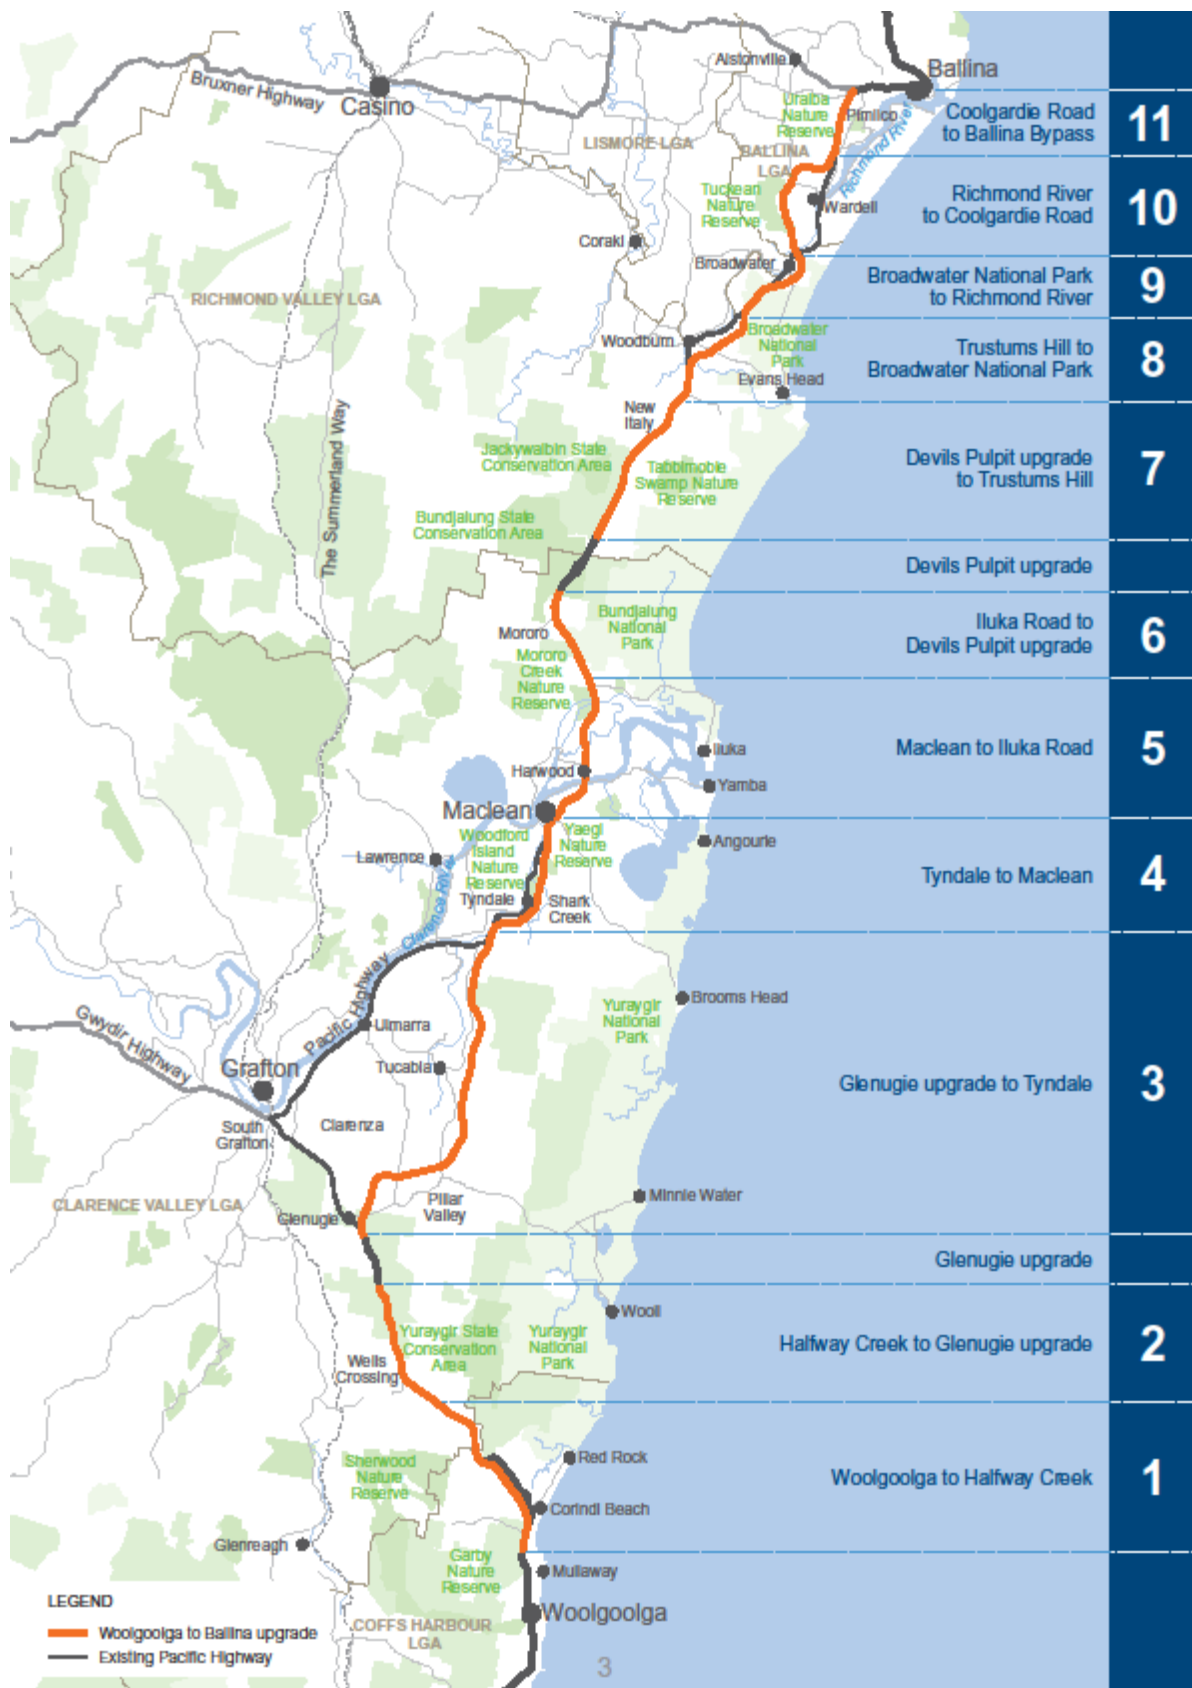 Alstonville
Ballina
Bruxner Highway
Casino
Uralba
Nature
Reserve
Pimlico
Richmond River
LISMORE LGA
BALLINA
LGA
Coolgardie Road
to Ballina Bypass
11
Tuckean
Nature
Reserve
Wardell
Richmond River
to Coolgardie Road
10
Coraki
Broadwater
RICHMOND VALLEY LGA
Broadwater National Park
to Richmond River
9
Woodburn
Broadwater
National
Park
Evans Head
Trustums Hill to
Broadwater National Park
8
New
Italy
The Summerland Way
Jackywalbin State
Conservation Area
Tabbimoble
Swamp Nature
Reserve
Devils Pulpit upgrade
to Trustums Hill
7
Bundjalung State
Conservation Area
Devils Pulpit upgrade
Bundjalung
National
Park
Mororo
Mororo
Creek
Nature
Reserve
Iluka Road to
Devils Pulpit upgrade
6
Iluka
Harwood
Yamba
Maclean to Iluka Road
5
Maclean
Woodford
Island
Nature
Reserve
Yaegl
Nature
Reserve
Angourie
Lawrence
Clarence River
Tyndale
Shark
Creek
Tyndale to Maclean
4
Pacific Highway
Gwydir Highway
Brooms Head
Yuraygir
National
Park
Ulmarra
Grafton
Tucabia
Glenugie upgrade to Tyndale
3
South
Grafton
Clarenza
CLARENCE VALLEY LGA
Pillar
Valley
Minnie Water
Glenugie
Glenugie upgrade
Wooli
Yuraygir State
Conservation
Area
Yuraygir
National
Park
Wells
Crossing
Halfway Creek to Glenugie upgrade
2
Sherwood
Nature
Reserve
Red Rock
Corindi Beach
Woolgoolga to Halfway Creek
1
Glenreagh
Garby
Nature
Reserve
Mullaway
Woolgoolga
COFFS HARBOUR
LGA
LEGEND
Woolgoolga to Ballina upgrade
Existing Pacific Highway
3